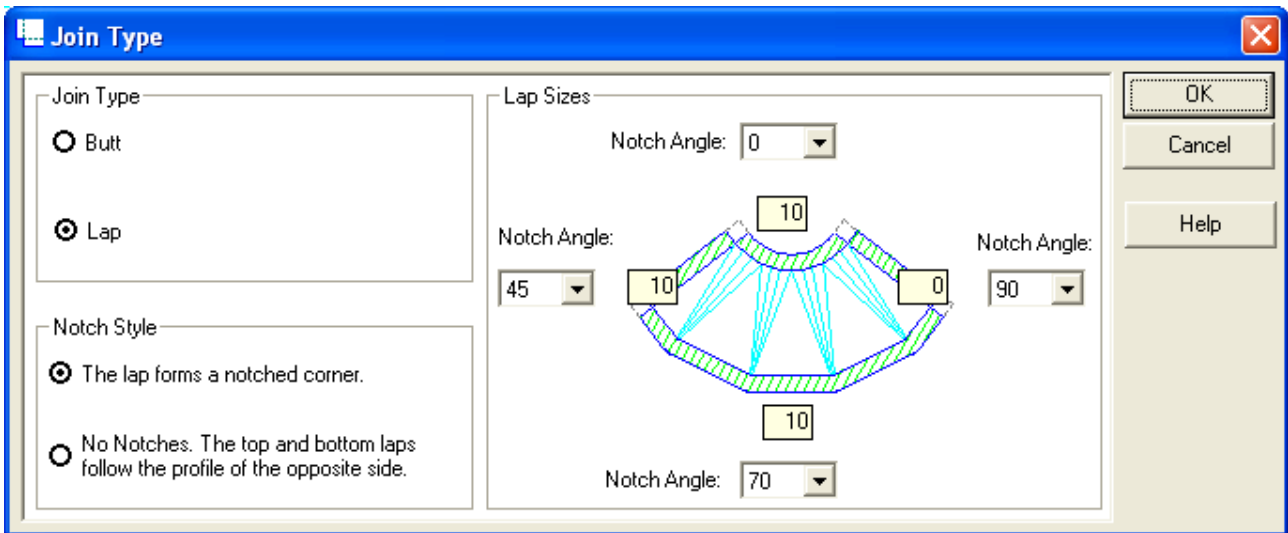 Join Type
Join Type
Butt
Lap
Notch Style
The lap forms a notched corner.
No Notches. The top and bottom laps
follow the profile of the opposite side.
Lap Sizes
Notch Angle: 0
10
Notch Angle:
45
10
0
Notch Angle:
90
10
Notch Angle: 70
OK
Cancel
Help